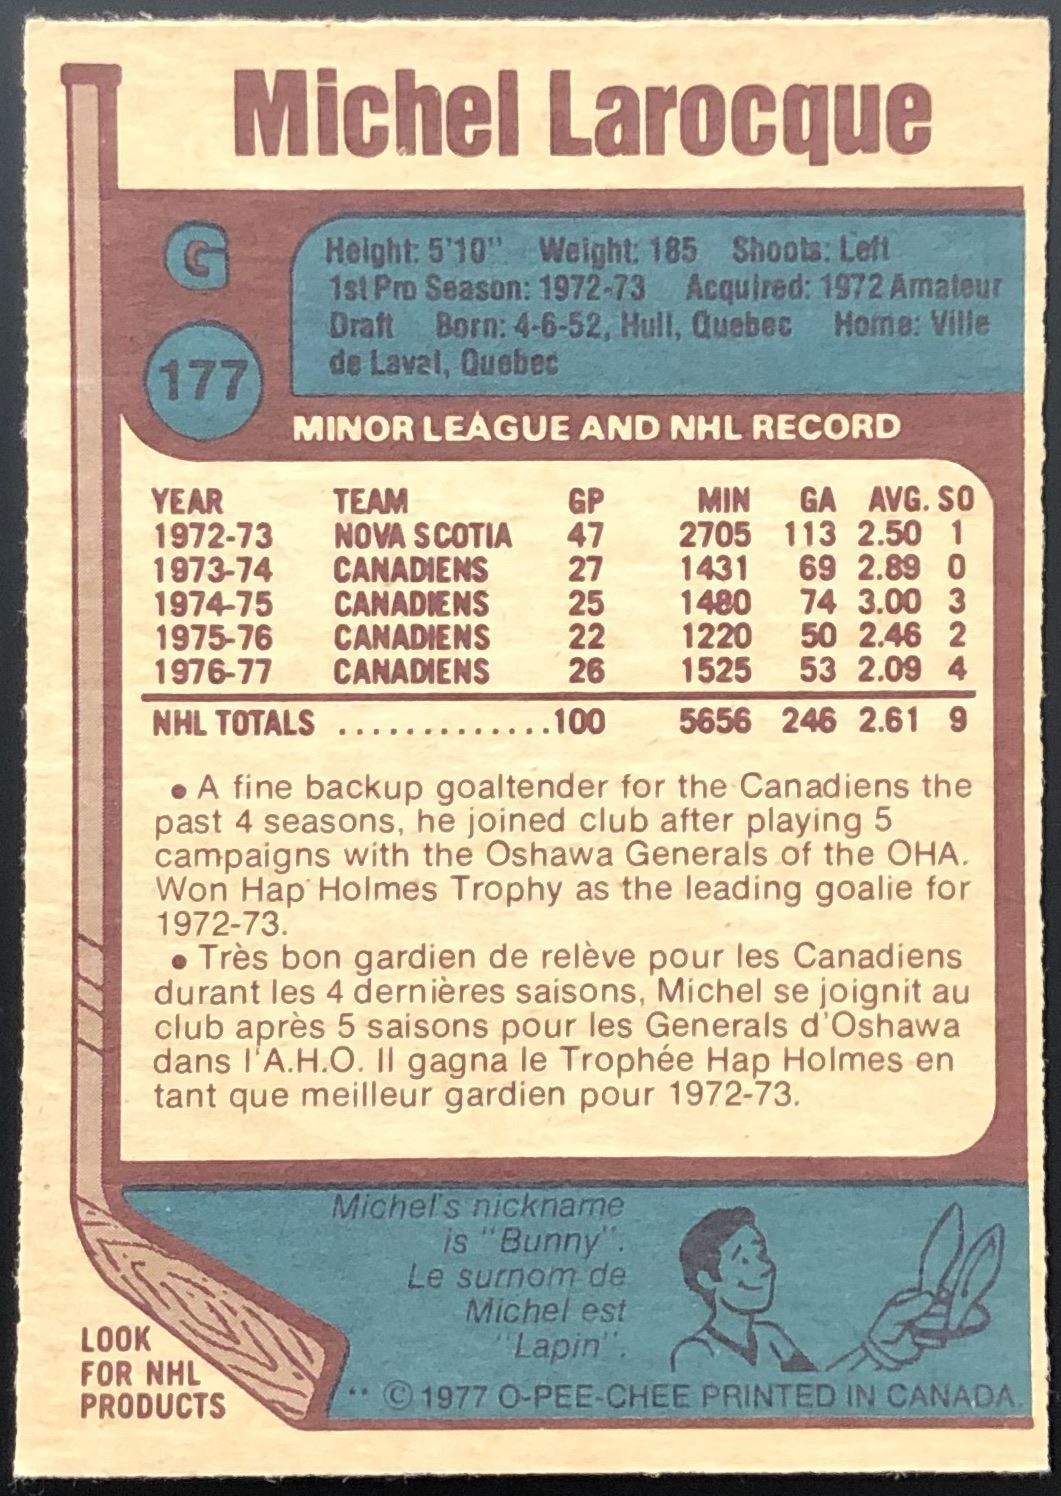 Michel Larocque
G
Height: 5'10" Weight: 185 Shoots: Left
1st Pro Season: 1972-73 Acquired: 1972 Amateur
Draft Born: 4-6-52, Hull, Quebec Home: Ville
de Laval, Quebec
177
MINOR LEAGUE AND NHL RECORD
YEAR TEAM GP MIN GA AVG. SO
1972-73 NOVA SCOTIA 47 2705 113 2.50 1
1973-74 CANADIENS 27 1431 69 2.89 0
1974-75 CANADIENS 25 1480 74 3.00 3
1975-76 CANADIENS 22 1220 50 2.46 2
1976-77 CANADIENS 26 1525 53 2.09 4
NHL TOTALS ..............100 5656 246 2.61 9
• A fine backup goaltender for the Canadiens the
past 4 seasons, he joined club after playing 5
campaigns with the Oshawa Generals of the OHA.
Won Hap Holmes Trophy as the leading goalie for
1972-73.
• Très bon gardien de relève pour les Canadiens
durant les 4 dernières saisons, Michel se joignit au
club après 5 saisons pour les Generals d'Oshawa
dans l'A.H.O. Il gagna le Trophée Hap Holmes en
tant que meilleur gardien pour 1972-73.
Michel's nickname
is "Bunny".
Le surnom de
Michel est
"Lapin".
LOOK
FOR NHL
PRODUCTS
** © 1977 O-PEE-CHEE PRINTED IN CANADA